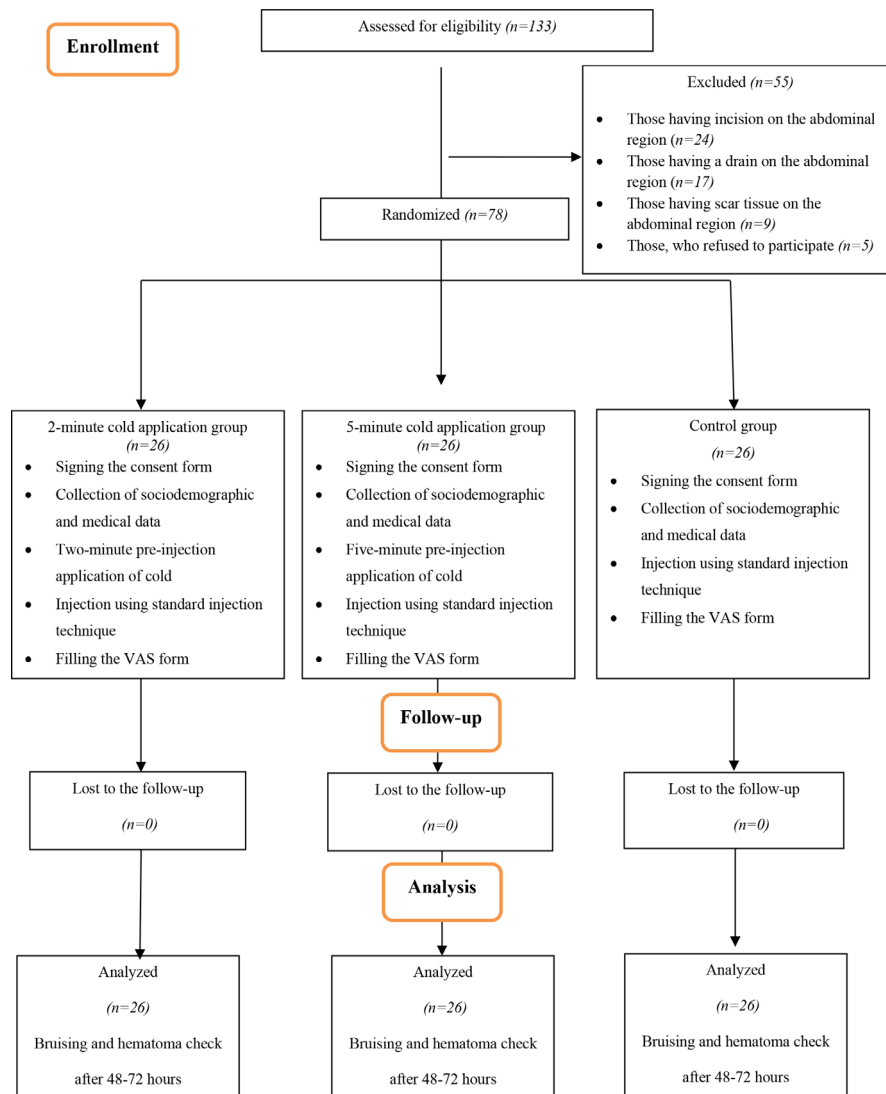 Assessed for eligibility (n=133)
Enrollment
Excluded (n=55)
• Those having incision on the abdominal
region (n=24)
• Those having a drain on the abdominal
region (n=17)
• Those having scar tissue on the
abdominal region (n=9)
• Those, who refused to participate (n=5)
Randomized (n=78)
2-minute cold application group
(n=26)
• Signing the consent form
• Collection of sociodemographic
and medical data
• Two-minute pre-injection
application of cold
• Injection using standard injection
technique
• Filling the VAS form
5-minute cold application group
(n=26)
• Signing the consent form
• Collection of sociodemographic
and medical data
• Five-minute pre-injection
application of cold
• Injection using standard injection
technique
• Filling the VAS form
Control group
(n=26)
• Signing the consent form
• Collection of sociodemographic
and medical data
• Injection using standard injection
technique
• Filling the VAS form
Follow-up
Lost to the follow-up
(n=0)
Lost to the follow-up
(n=0)
Lost to the follow-up
(n=0)
Analysis
Analyzed
(n=26)
Bruising and hematoma check
after 48-72 hours
Analyzed
(n=26)
Bruising and hematoma check
after 48-72 hours
Analyzed
(n=26)
Bruising and hematoma check
after 48-72 hours